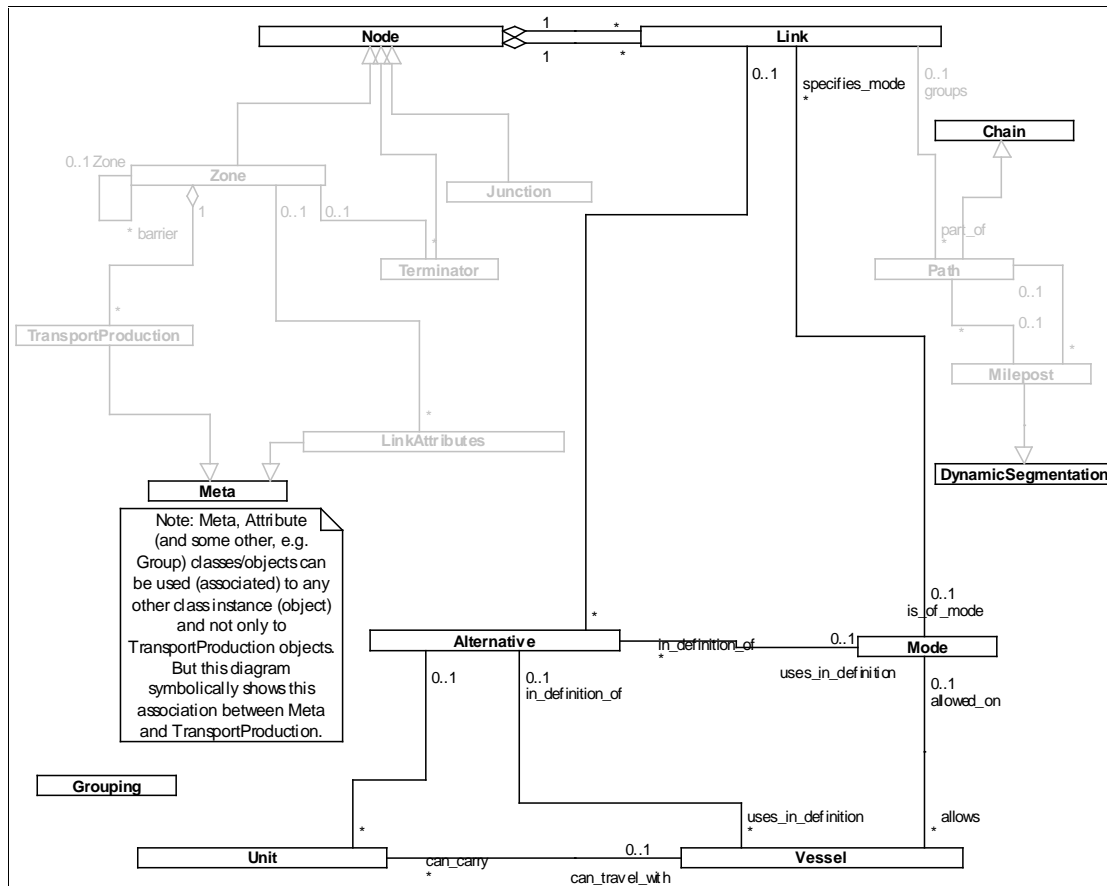 Node
1
*
Link
1
*
0..1
specifies_mode
*
0..1
groups
Chain
0..1 Zone
Zone
Junction
1
0..1
0..1
* barrier
*
Terminator
part_of
*
Path
0..1
*
0..1
*
TransportProduction
*
Milepost
*
LinkAttributes
Meta
DynamicSegmentation
Note: Meta, Attribute
(and some other, e.g.
Group) classes/objects can
be used (associated) to any
other class instance (object)
and not only to
TransportProduction objects.
But this diagram
symbolically shows this
association between Meta
and TransportProduction.
0..1
is_of_mode
*
Alternative
in_definition_of
*
0..1
Mode
uses_in_definition
0..1
0..1
in_definition_of
0..1
allowed_on
Grouping
*
uses_in_definition
*
allows
*
Unit
can_carry
*
0..1
can_travel_with
Vessel